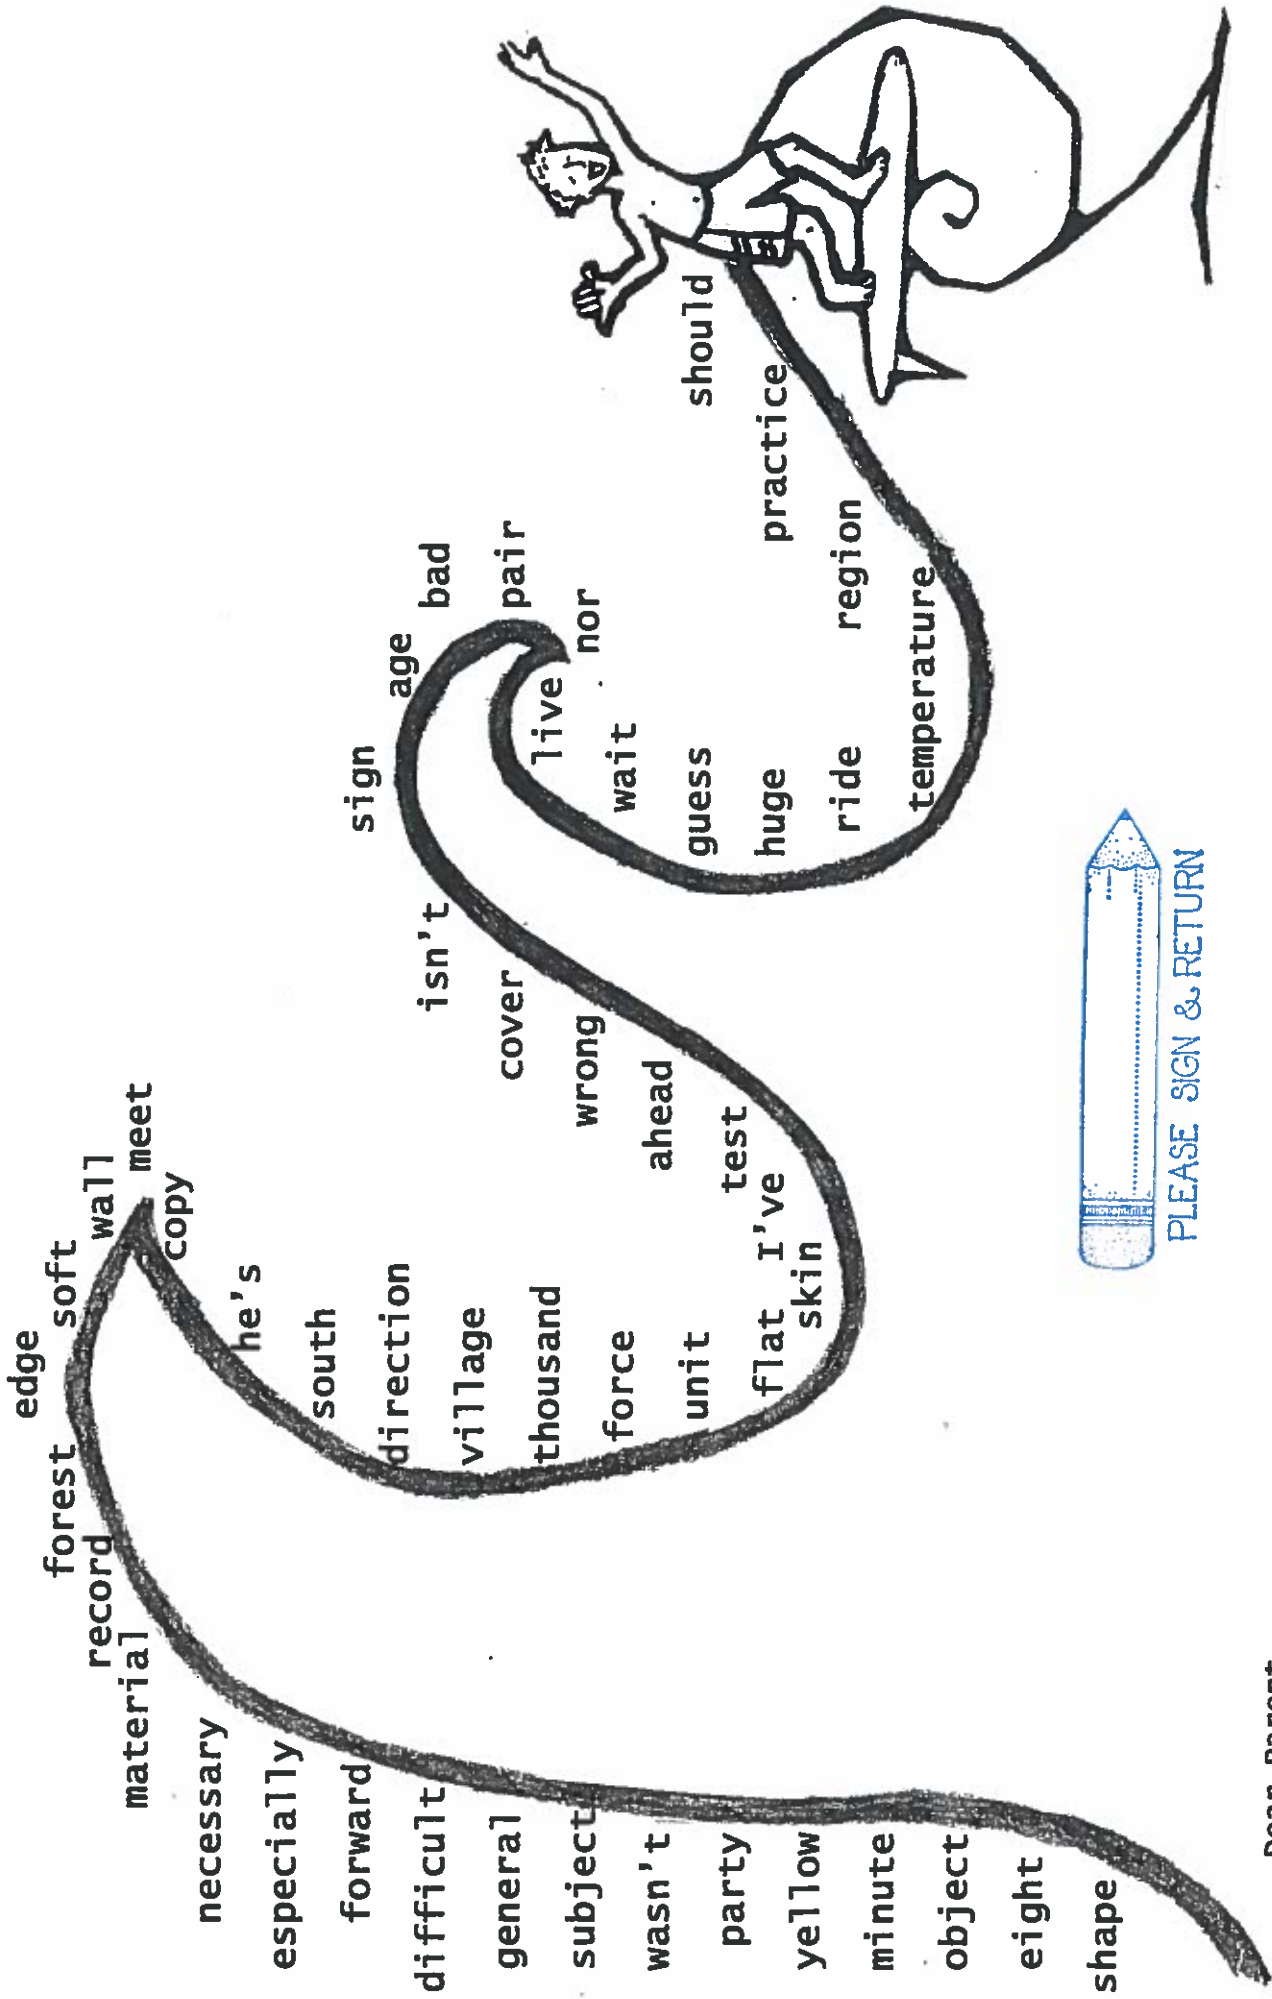 shape
eight
object
minute
yellow
party
wasn't
subject
general
difficult
forward
especially
necessary
material
record
forest
edge
soft
wall
meet
copy
he's
south
direction
village
thousand
force
unit
flat
skin
I've
test
ahead
wrong
cover
isn't
sign
age
bad
pair
nor
live
wait
guess
huge
ride
temperature
region
practice
should
PLEASE SIGN & RETURN
Dear Parent